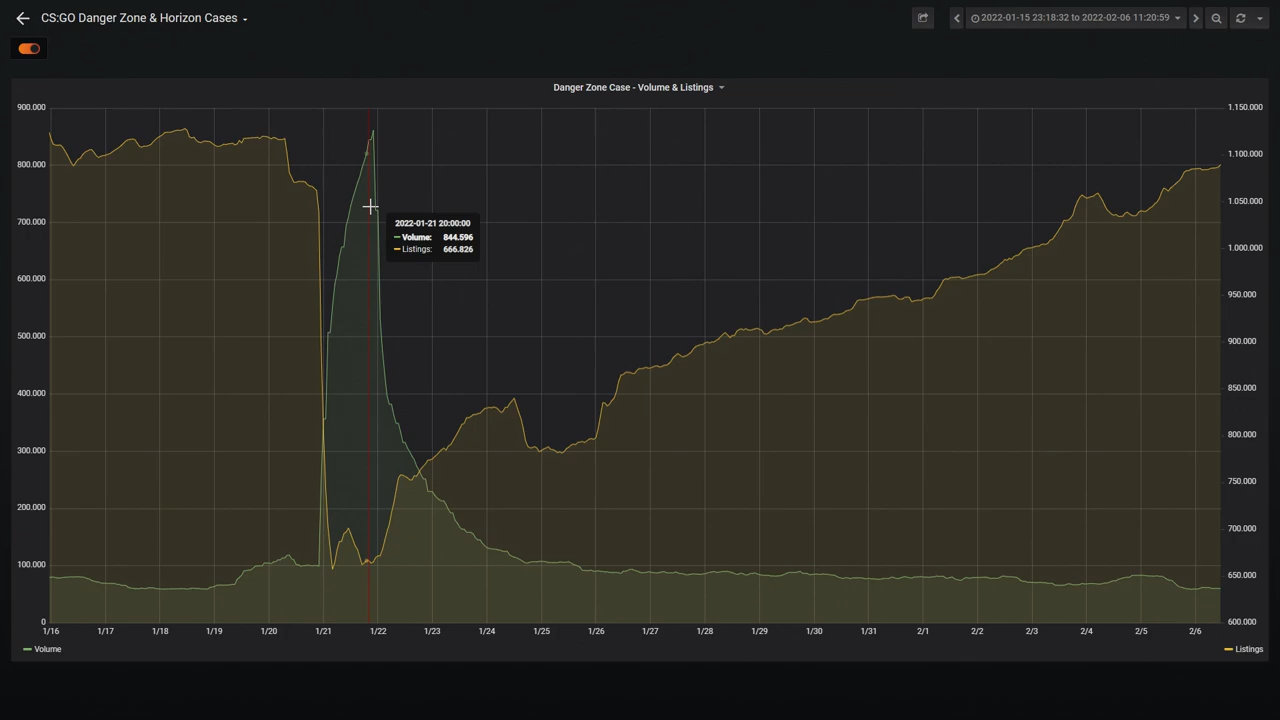 CS:GO Danger Zone & Horizon Cases
2022-01-15 23:18:32 to 2022-02-06 11:20:59
Danger Zone Case - Volume & Listings
900.000
800.000
700.000
600.000
500.000
400.000
300.000
200.000
100.000
0
1.150.000
1.100.000
1.050.000
1.000.000
950.000
900.000
850.000
800.000
750.000
700.000
650.000
600.000
2022-01-21 20:00:00
Volume: 844.596
Listings: 666.826
1/16 1/17 1/18 1/19 1/20 1/21 1/22 1/23 1/24 1/25 1/26 1/27 1/28 1/29 1/30 1/31 2/1 2/2 2/3 2/4 2/5 2/6
Volume
Listings